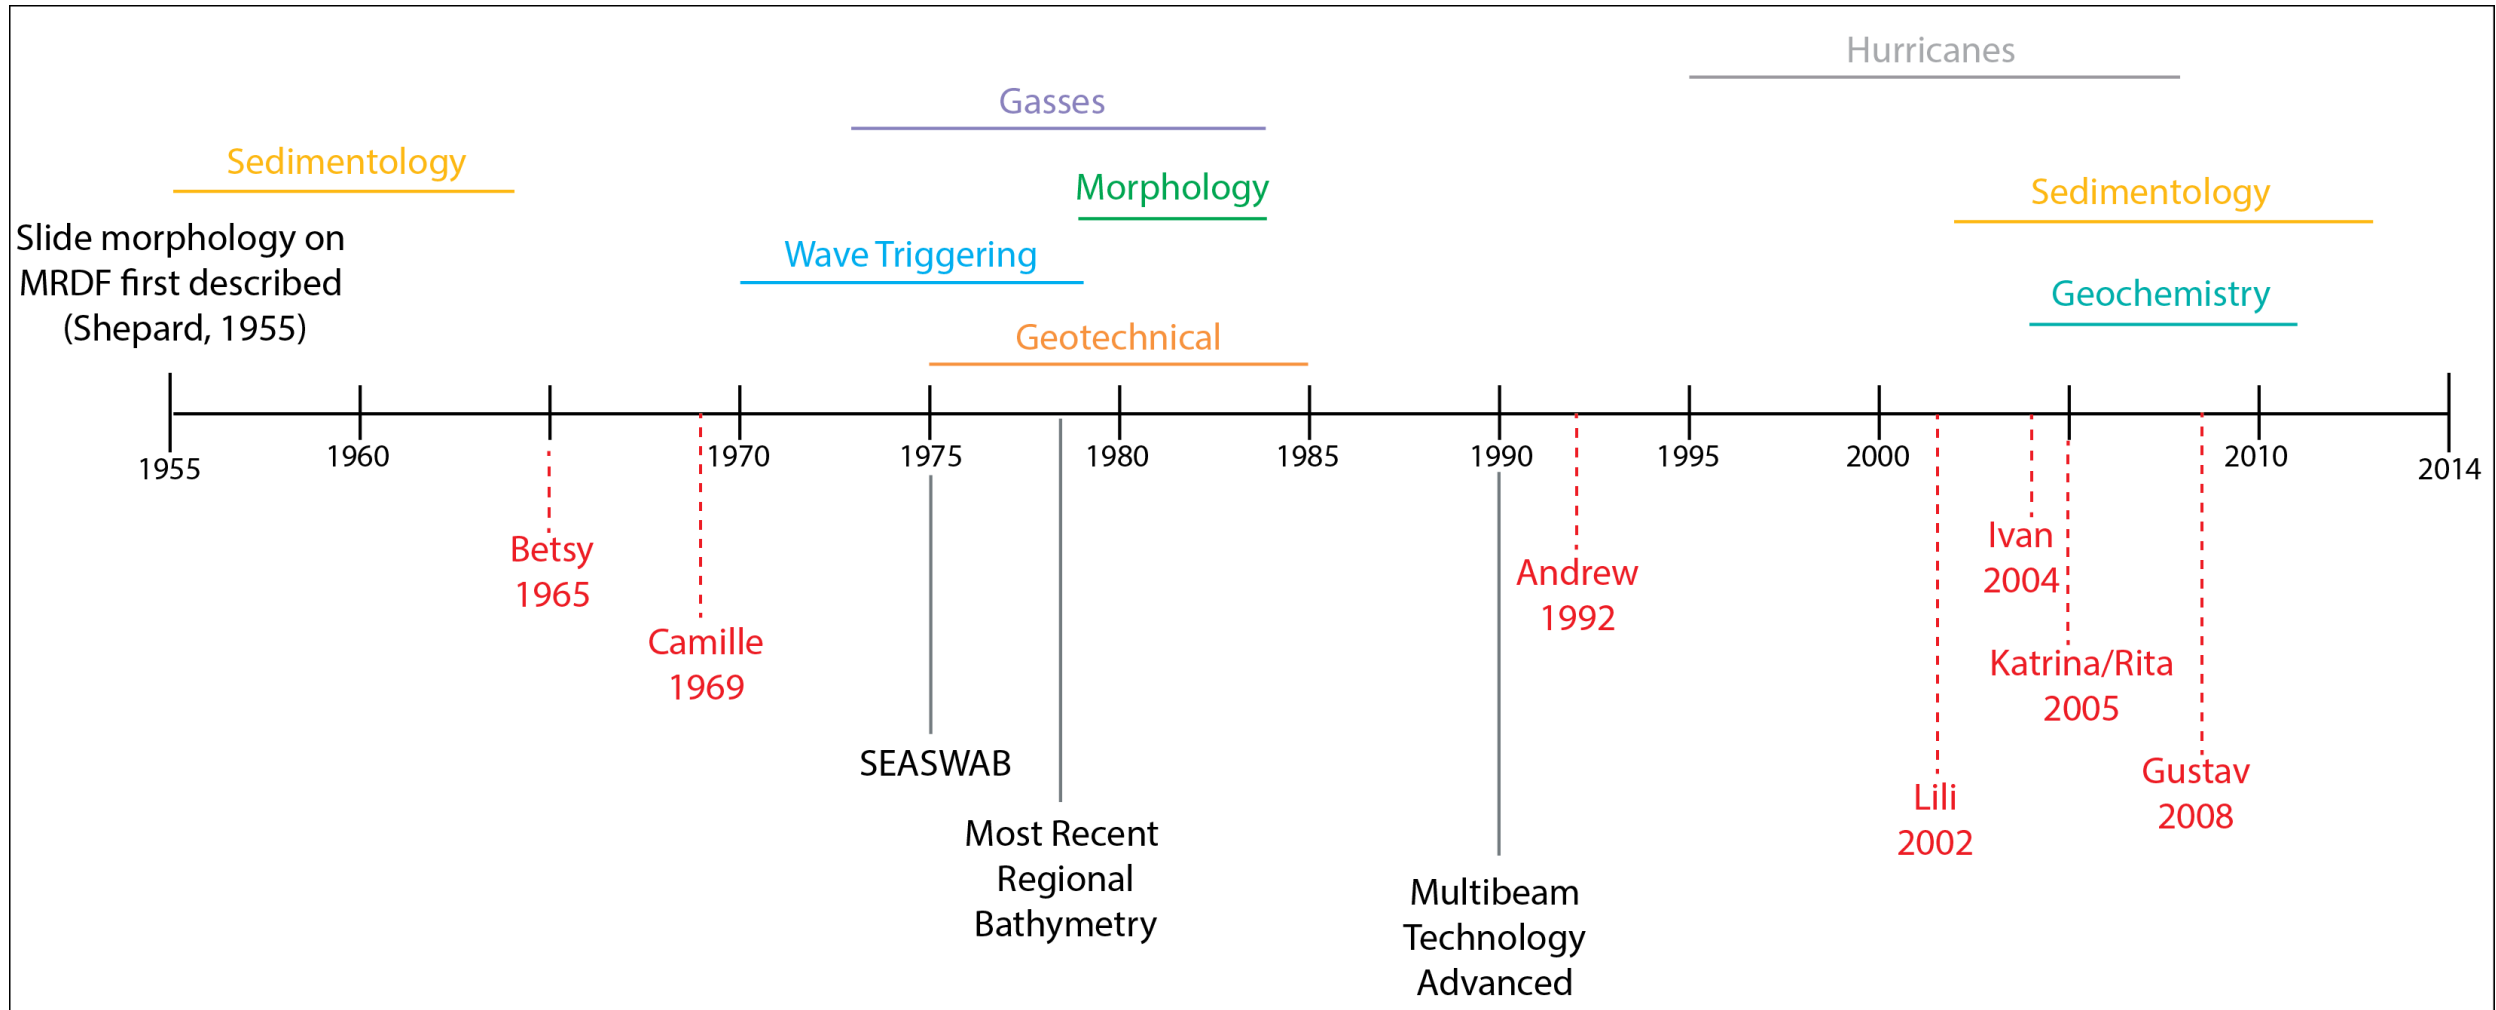 Hurricanes
Gasses
Sedimentology
Morphology
Sedimentology
Slide morphology on
MRDF first described
(Shepard, 1955)
Wave Triggering
Geochemistry
Geotechnical
1955
1960
1970
1975
1980
1985
1990
1995
2000
2010
2014
Betsy
1965
Camille
1969
SEASWAB
Most Recent
Regional
Bathymetry
Multibeam
Technology
Advanced
Andrew
1992
Lili
2002
Ivan
2004
Katrina/Rita
2005
Gustav
2008